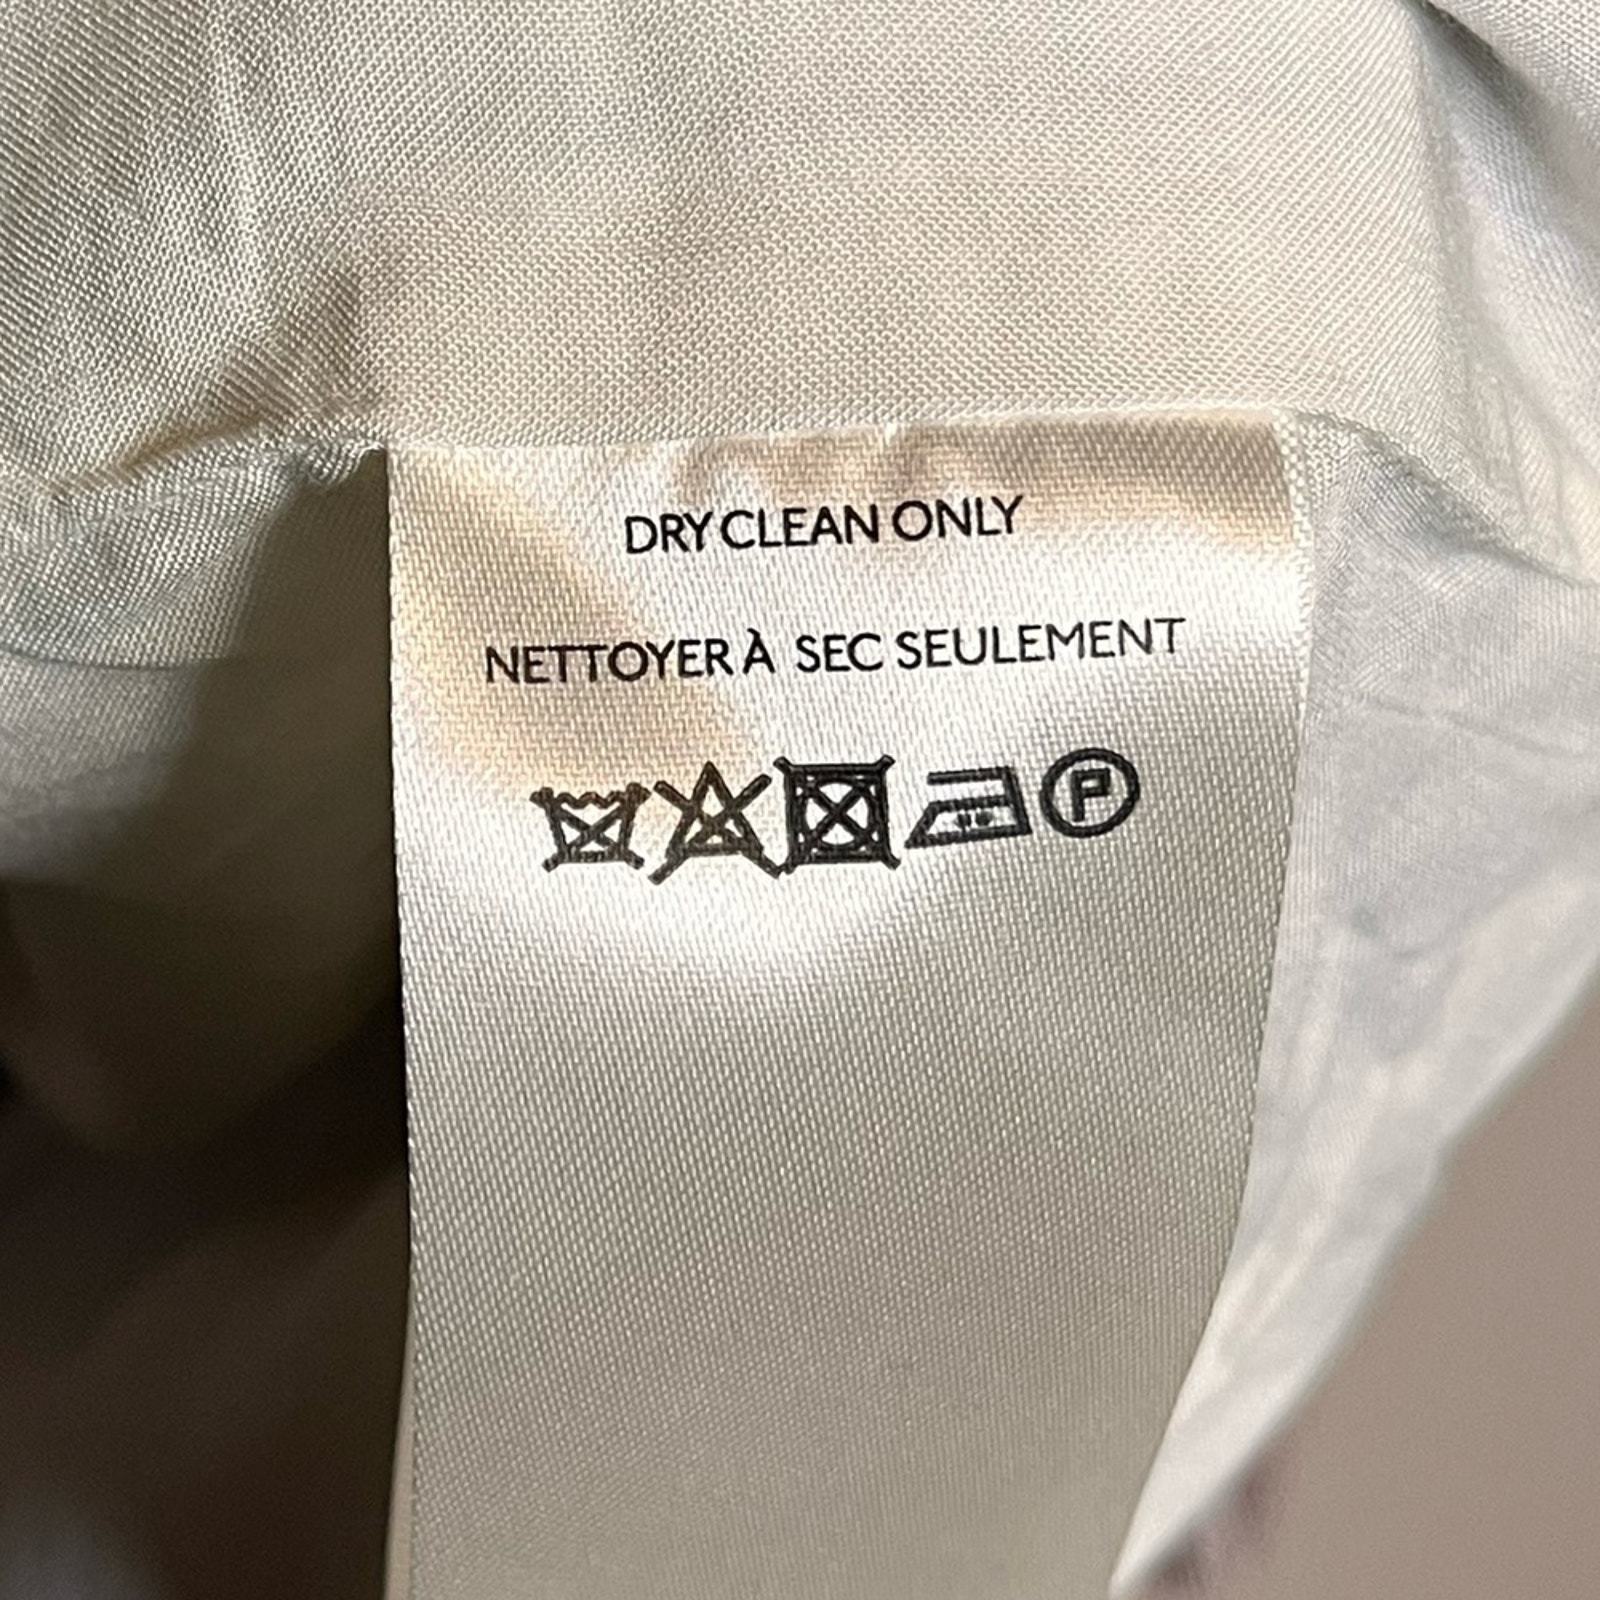 DRY CLEAN ONLY
NETTOYER À SEC SEULEMENT
P